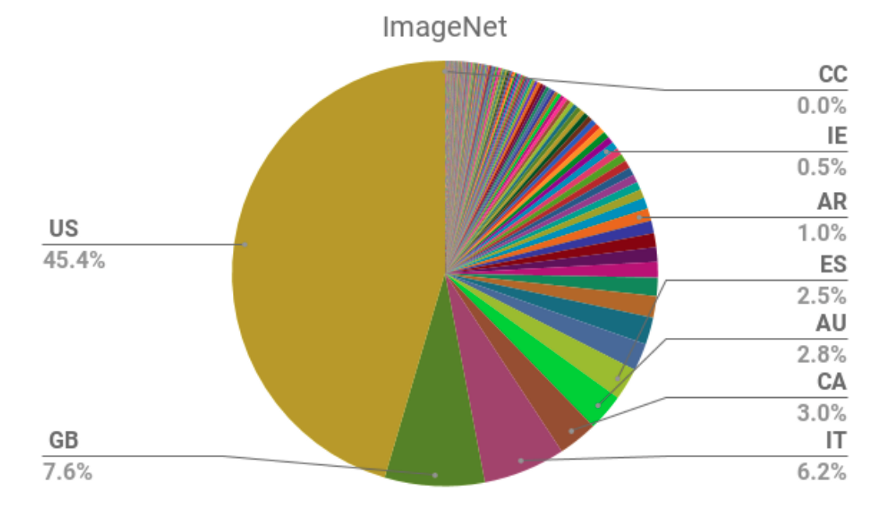 ImageNet
US
45.4%
GB
7.6%
CC
0.0%
IE
0.5%
AR
1.0%
ES
2.5%
AU
2.8%
CA
3.0%
IT
6.2%